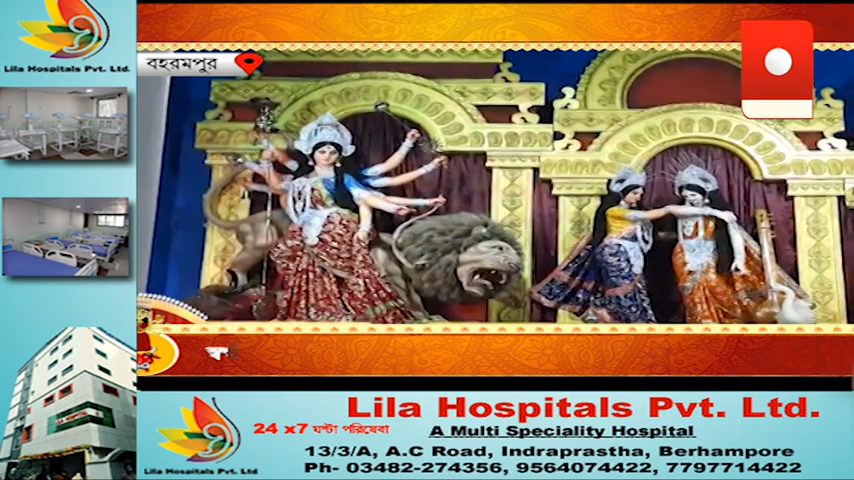 Lila Hospitals Pvt. Ltd.
বহরমপুর
Lila Hospitals Pvt. Ltd.
24 x7 ঘন্টা পরিষেবা
A Multi Speciality Hospital
13/3/A, A.C Road, Indraprastha, Berhampore
Lila Hospitals Pvt. Ltd
Ph- 03482-274356, 9564074422, 7797714422